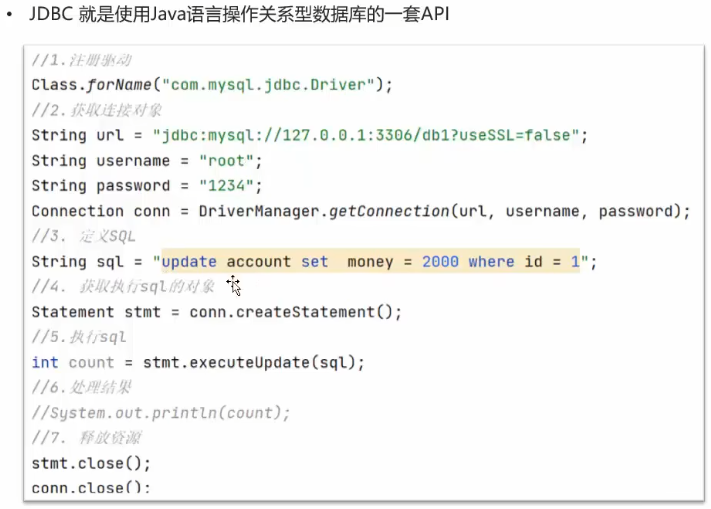 • JDBC 就是使用Java语言操作关系型数据库的一套API
//1.注册驱动
Class.forName("com.mysql.jdbc.Driver");
//2.获取连接对象
String url = "jdbc:mysql://127.0.0.1:3306/db1?useSSL=false";
String username = "root";
String password = "1234";
Connection conn = DriverManager.getConnection(url, username, password);
//3. 定义SQL
String sql = "update account set  money = 2000 where id = 1";
//4. 获取执行sql的对象
Statement stmt = conn.createStatement();
//5.执行sql
int count = stmt.executeUpdate(sql);
//6.处理结果
//System.out.println(count);
//7. 释放资源
stmt.close();
conn.close();